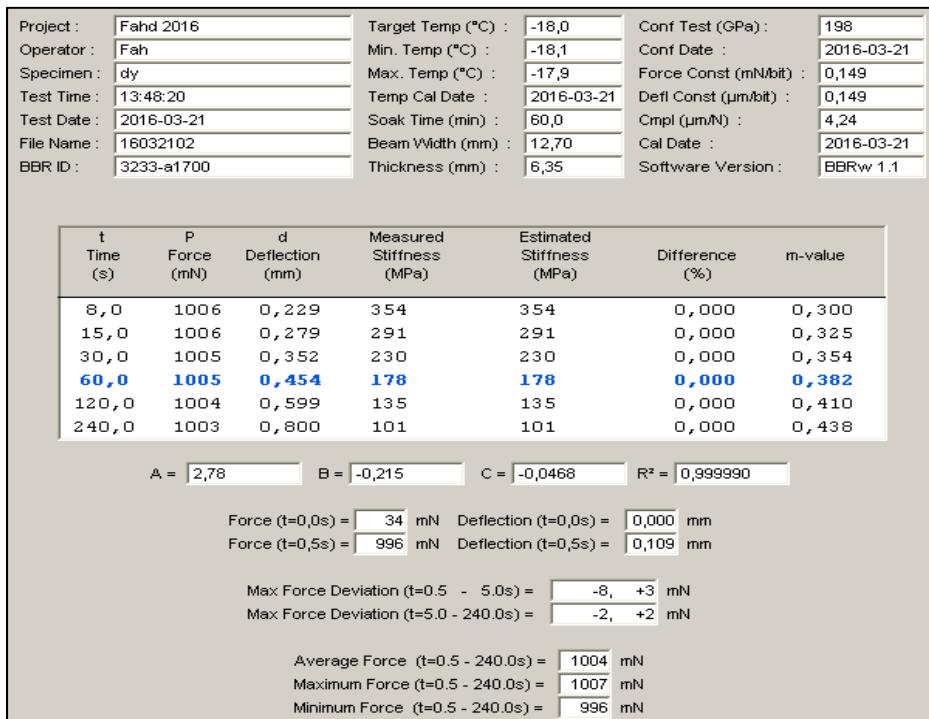 Project : Fahd 2016 Target Temp (°C) : -18,0 Conf Test (GPa) : 198
Operator : Fah Min. Temp (°C) : -18,1 Conf Date : 2016-03-21
Specimen : dy Max. Temp (°C) : -17,9 Force Const (mN/bit) : 0,149
Test Time : 13:48:20 Temp Cal Date : 2016-03-21 Defl Const (µm/bit) : 0,149
Test Date : 2016-03-21 Soak Time (min) : 60,0 Cmpl (µm/N) : 4,24
File Name : 16032102 Beam Width (mm) : 12,70 Cal Date : 2016-03-21
BBR ID : 3233-a1700 Thickness (mm) : 6,35 Software Version : BBRw 1.1
t P d Measured Estimated
Time Force Deflection Stiffness Stiffness Difference m-value
(s) (mN) (mm) (MPa) (MPa) (%)
8,0 1006 0,229 354 354 0,000 0,300
15,0 1006 0,279 291 291 0,000 0,325
30,0 1005 0,352 230 230 0,000 0,354
60,0 1005 0,454 178 178 0,000 0,382
120,0 1004 0,599 135 135 0,000 0,410
240,0 1003 0,800 101 101 0,000 0,438
A = 2,78 B = -0,215 C = -0,0468 R² = 0,999990
Force (t=0,0s) = 34 mN Deflection (t=0,0s) = 0,000 mm
Force (t=0,5s) = 996 mN Deflection (t=0,5s) = 0,109 mm
Max Force Deviation (t=0.5 - 5.0s) = -8, +3 mN
Max Force Deviation (t=5.0 - 240.0s) = -2, +2 mN
Average Force (t=0.5 - 240.0s) = 1004 mN
Maximum Force (t=0.5 - 240.0s) = 1007 mN
Minimum Force (t=0.5 - 240.0s) = 996 mN